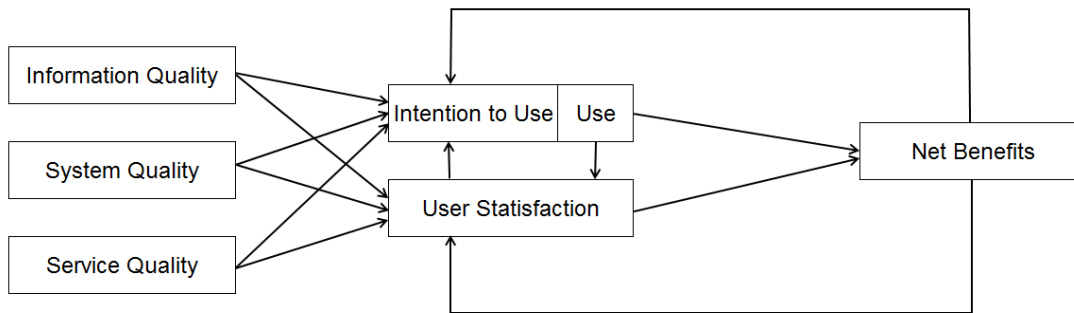 Information Quality
System Quality
Service Quality
Intention to Use
Use
User Statisfaction
Net Benefits